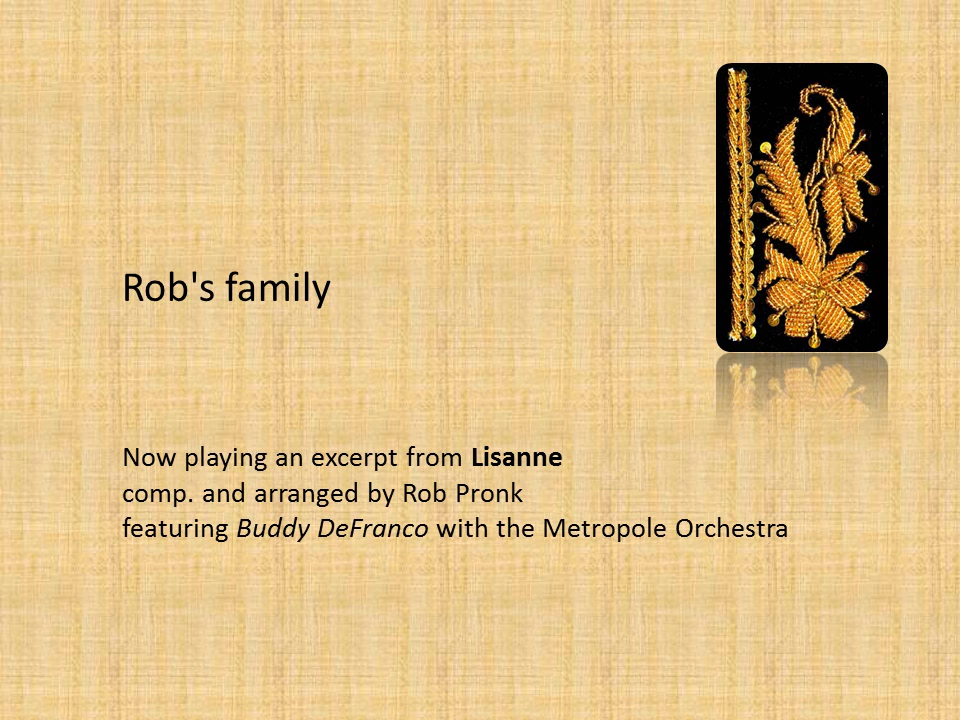 Rob's family
Now playing an excerpt from Lisanne
comp. and arranged by Rob Pronk
featuring Buddy DeFranco with the Metropole Orchestra